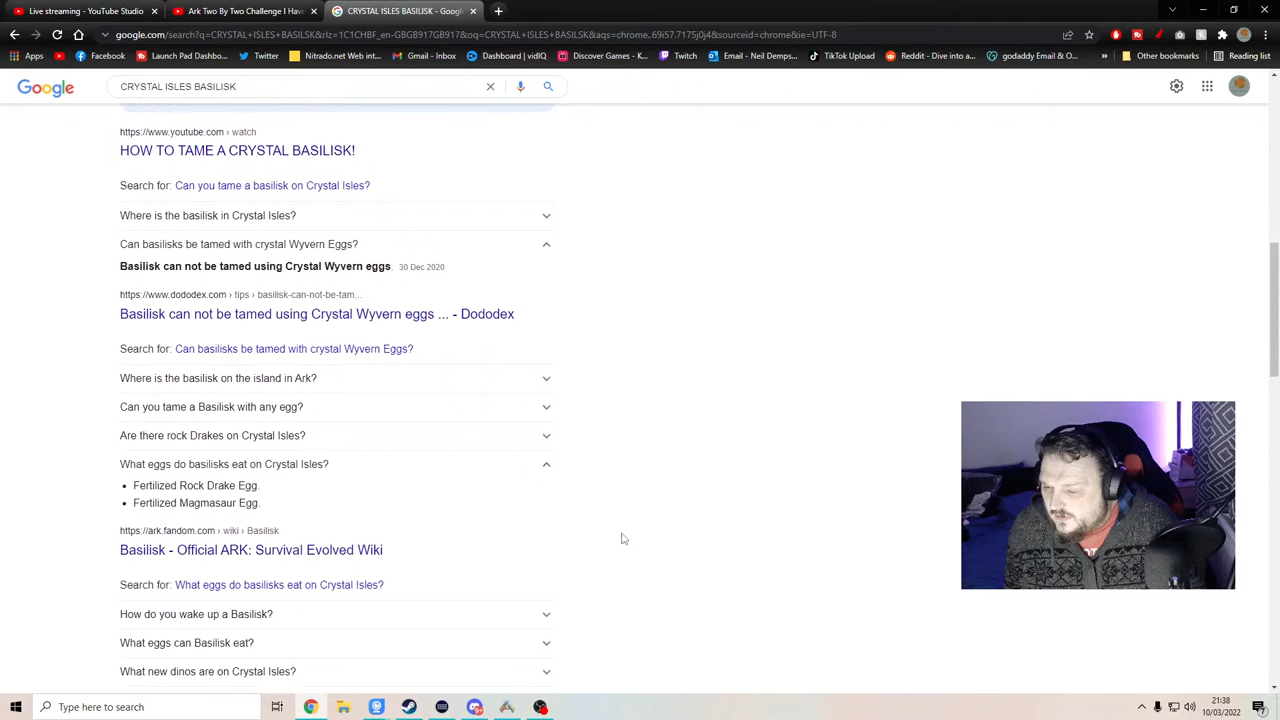 Live streaming - YouTube Studio
Ark Two By Two Challenge I Have
CRYSTAL ISLES BASILISK - Google
google.com/search?q=CRYSTAL+ISLES+BASILSK&rlz=1C1CHBF_en-GBGB917GB917&oq=CRYSTAL+ISLES+BASILSK&aqs=chrome..69i57.7175j0j4&sourceid=chrome&ie=UTF-8
Apps
YouTube
Facebook
Launch Pad Dashbo...
Twitter
Nitrado.net Web int...
Gmail - Inbox
Dashboard | vidIQ
Discover Games - K...
Twitch
Email - Neil Demps...
TikTok Upload
Reddit - Dive into a...
godaddy Email & O...
Other bookmarks
Reading list
Google
CRYSTAL ISLES BASILISK
https://www.youtube.com › watch
HOW TO TAME A CRYSTAL BASILISK!
Search for: Can you tame a basilisk on Crystal Isles?
Where is the basilisk in Crystal Isles?
Can basilisks be tamed with crystal Wyvern Eggs?
Basilisk can not be tamed using Crystal Wyvern eggs. 30 Dec 2020
https://www.dododex.com › tips › basilisk-can-not-be-tam...
Basilisk can not be tamed using Crystal Wyvern eggs ... - Dododex
Search for: Can basilisks be tamed with crystal Wyvern Eggs?
Where is the basilisk on the island in Ark?
Can you tame a Basilisk with any egg?
Are there rock Drakes on Crystal Isles?
What eggs do basilisks eat on Crystal Isles?
• Fertilized Rock Drake Egg.
• Fertilized Magmasaur Egg.
https://ark.fandom.com › wiki › Basilisk
Basilisk - Official ARK: Survival Evolved Wiki
Search for: What eggs do basilisks eat on Crystal Isles?
How do you wake up a Basilisk?
What eggs can Basilisk eat?
What new dinos are on Crystal Isles?
Type here to search
21:38
10/03/2022